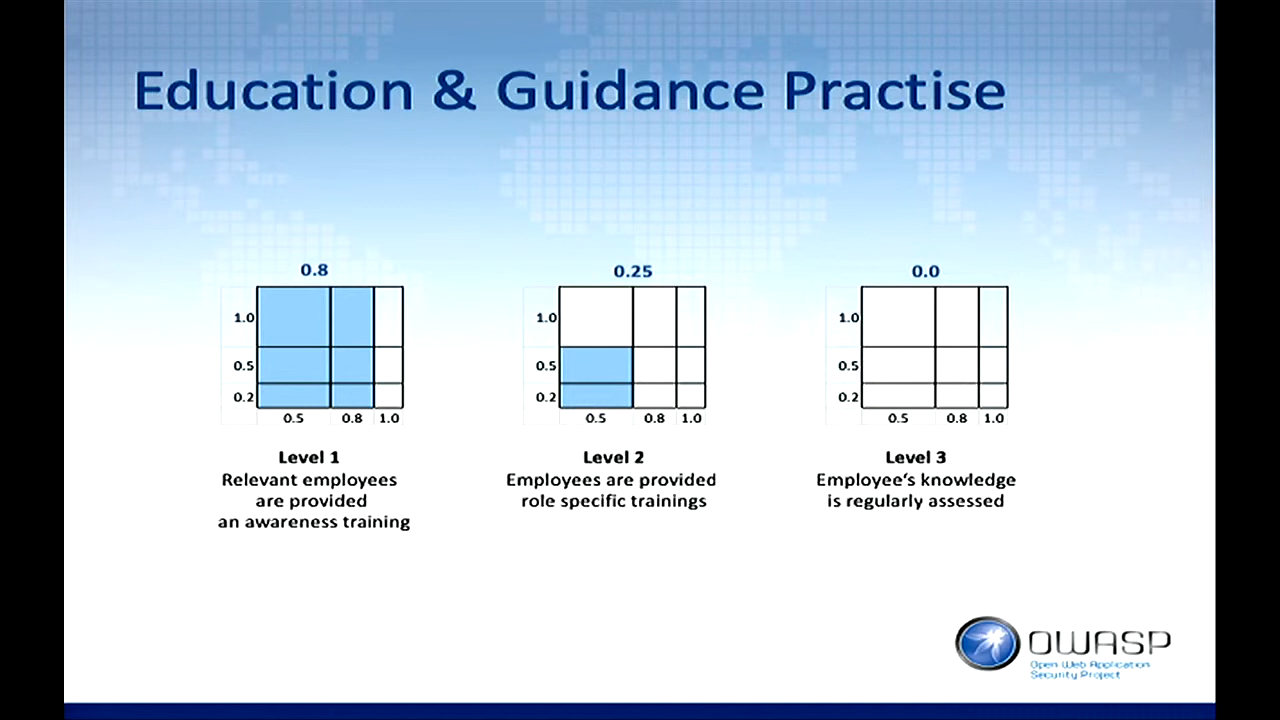 Education & Guidance Practise
0.8
1.0
0.5
0.2
0.5 0.8 1.0
Level 1
Relevant employees
are provided
an awareness training
0.25
1.0
0.5
0.2
0.5 0.8 1.0
Level 2
Employees are provided
role specific trainings
0.0
1.0
0.5
0.2
0.5 0.8 1.0
Level 3
Employee‘s knowledge
is regularly assessed
OWASP
Open Web Application
Security Project